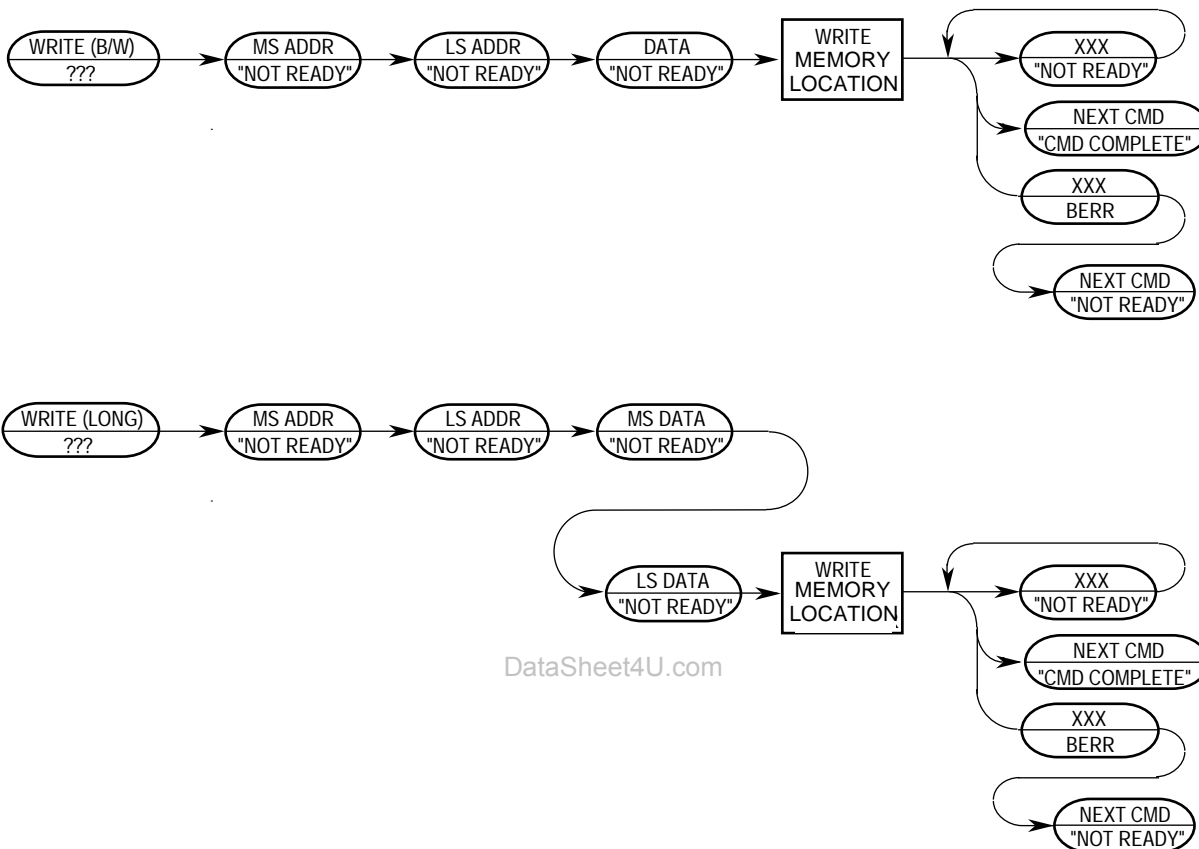 WRITE (B/W)
???
MS ADDR
"NOT READY"
LS ADDR
"NOT READY"
DATA
"NOT READY"
WRITE
MEMORY
LOCATION
XXX
"NOT READY"
NEXT CMD
"CMD COMPLETE"
XXX
BERR
NEXT CMD
"NOT READY"
WRITE (LONG)
???
MS ADDR
"NOT READY"
LS ADDR
"NOT READY"
MS DATA
"NOT READY"
LS DATA
"NOT READY"
WRITE
MEMORY
LOCATION
XXX
"NOT READY"
NEXT CMD
"CMD COMPLETE"
XXX
BERR
NEXT CMD
"NOT READY"
DataSheet4U.com